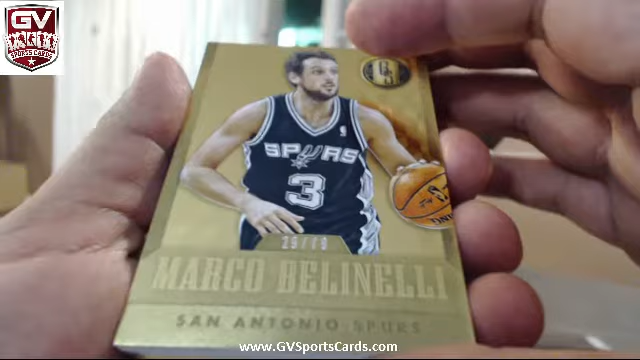 GV
SPORTS CARDS
SPURS
3
MARCO BELINELLI
SAN ANTONIO SPURS
www.GVSportsCards.com